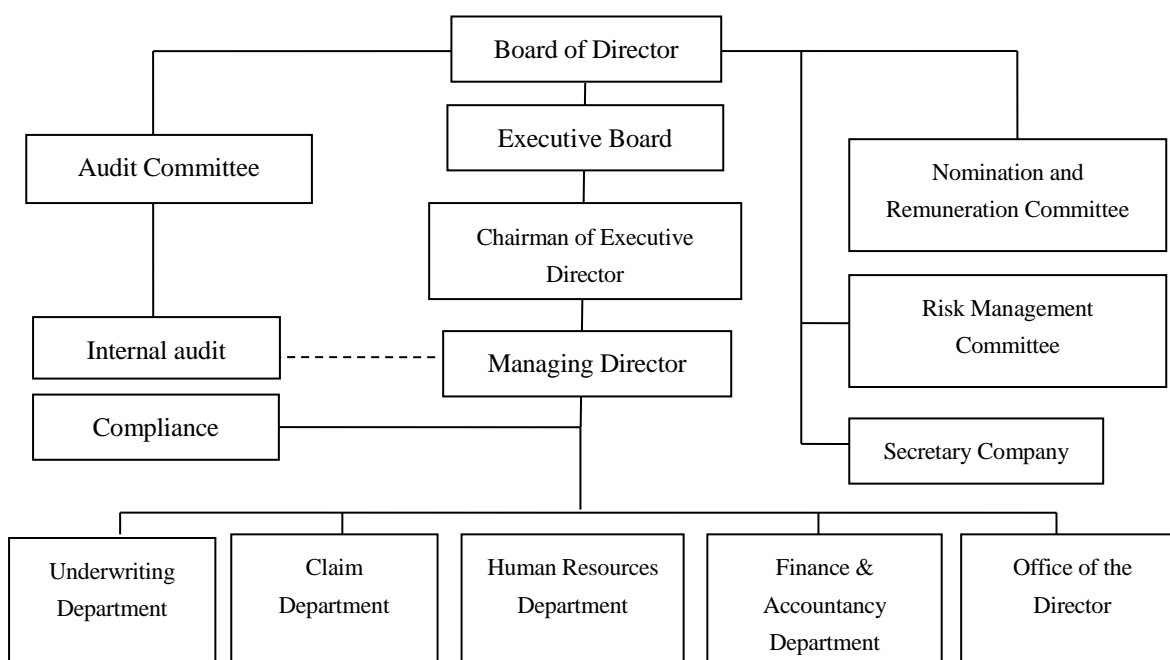 Board of Director
Executive Board
Audit Committee
Nomination and
Remuneration Committee
Chairman of Executive
Director
Risk Management
Committee
Internal audit
Managing Director
Compliance
Secretary Company
Underwriting
Department
Claim
Department
Human Resources
Department
Finance &
Accountancy
Department
Office of the
Director